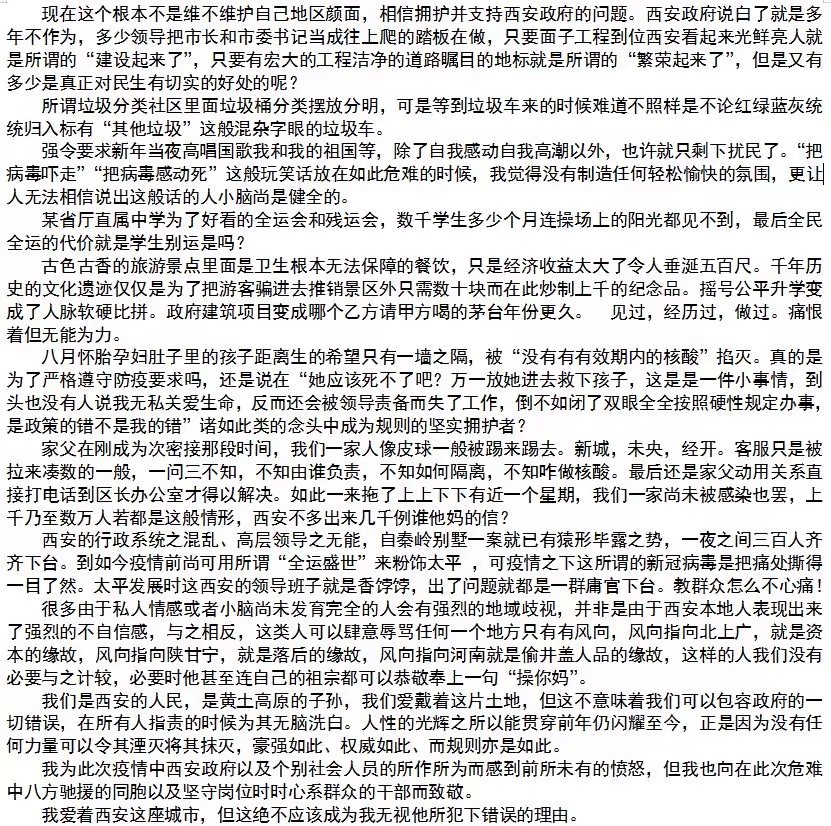 现在这个根本不是维不维护自己地区颜面，相信拥护并支持西安政府的问题。西安政府说白了就是多
年不作为，多少领导把市长和市委书记当成往上爬的踏板在做，只要面子工程到位西安看起来光鲜亮人就
是所谓的“建设起来了”，只要有宏大的工程洁净的道路瞩目的地标就是所谓的“繁荣起来了”，但是又有
多少是真正对民生有切实的好处的呢？
所谓垃圾分类社区里面垃圾桶分类摆放分明，可是等到垃圾车来的时候难道不照样是不论红绿蓝灰统
统归入标有“其他垃圾”这般混杂字眼的垃圾车。
强令要求新年当夜高唱国歌我和我的祖国等，除了自我感动自我高潮以外，也许就只剩下扰民了。“把
病毒吓走”“把病毒感动死”这般玩笑话放在如此危难的时候，我觉得没有制造任何轻松愉快的氛围，更让
人无法相信说出这般话的人小脑尚是健全的。
某省厅直属中学为了好看的全运会和残运会，数千学生多少个月连操场上的阳光都见不到，最后全民
全运的代价就是学生别运是吗？
古色古香的旅游景点里面是卫生根本无法保障的餐饮，只是经济收益太大了令人垂涎五百尺。千年历
史的文化遗迹仅仅是为了把游客骗进去推销景区外只需数十块而在此炒制上千的纪念品。摇号公平升学变
成了人脉软硬比拼。政府建筑项目变成哪个乙方请甲方喝的茅台年份更久。 见过，经历过，做过。痛恨
着但无能为力。
八月怀胎孕妇肚子里的孩子距离生的希望只有一墙之隔，被“没有有有效期内的核酸”掐灭。真的是
为了严格遵守防疫要求吗，还是说在“她应该死不了吧？万一放她进去救下孩子，这是是一件小事情，到
头也没有人说我无私关爱生命，反而还会被领导责备而失了工作，倒不如闭了双眼全全按照硬性规定办事，
是政策的错不是我的错”诸如此类的念头中成为规则的坚实拥护者？
家父在刚成为次密接那段时间，我们一家人像皮球一般被踢来踢去。新城，未央，经开。客服只是被
拉来凑数的一般，一问三不知，不知由谁负责，不知如何隔离，不知咋做核酸。最后还是家父动用关系直
接打电话到区长办公室才得以解决。如此一来拖了上上下下有近一个星期，我们一家尚未被感染也罢，上
千乃至数万人若都是这般情形，西安不多出来几千例谁他妈的信？
西安的行政系统之混乱、高层领导之无能，自秦岭别墅一案就已有猿形毕露之势，一夜之间三百人齐
齐下台。到如今疫情前尚可用所谓“全运盛世”来粉饰太平 ，可疫情之下这所谓的新冠病毒是把痛处撕得
一目了然。太平发展时这西安的领导班子就是香饽饽，出了问题就都是一群庸官下台。教群众怎么不心痛！
很多由于私人情感或者小脑尚未发育完全的人会有强烈的地域歧视，并非是由于西安本地人表现出来
了强烈的不自信感，与之相反，这类人可以肆意辱骂任何一个地方只有有风向，风向指向北上广，就是资
本的缘故，风向指向陕甘宁，就是落后的缘故，风向指向河南就是偷井盖人品的缘故，这样的人我们没有
必要与之计较，必要时他甚至连自己的祖宗都可以恭敬奉上一句“操你妈”。
我们是西安的人民，是黄土高原的子孙，我们爱戴着这片土地，但这不意味着我们可以包容政府的一
切错误，在所有人指责的时候为其无脑洗白。人性的光辉之所以能贯穿前年仍闪耀至今，正是因为没有任
何力量可以令其湮灭将其抹灭，豪强如此、权威如此、而规则亦是如此。
我为此次疫情中西安政府以及个别社会人员的所作所为而感到前所未有的愤怒，但我也向在此次危难
中八方驰援的同胞以及坚守岗位时时心系群众的干部而致敬。
我爱着西安这座城市，但这绝不应该成为我无视他所犯下错误的理由。